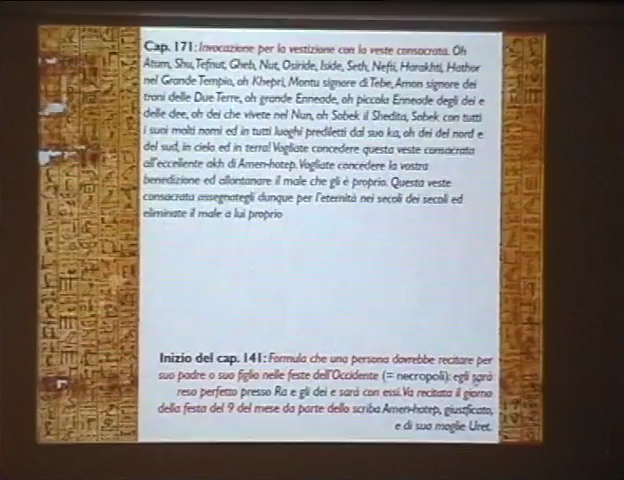 Cap. 171: Invocazione per la vestizione con la veste consacrata. Oh
Atum, Shu, Tefnut, Gheb, Nut, Osiride, Iside, Seth, Nefti, Harakhti, Hathor
nel Grande Tempio, oh Khepri, Montu signore di Tebe, Amon signore dei
troni delle Due Terre, oh grande Enneade, oh piccola Enneade degli dei e
delle dee, oh dei che vivete nel Nun, oh Sobek il Shedita, Sobek con tutti
i suoi molti nomi ed in tutti luoghi prediletti dal suo ka, oh dei del nord e
del sud, in cielo ed in terra! Vogliate concedere questa veste consacrata
all'eccellente akh di Amen-hotep. Vogliate concedere la vostra
benedizione ed allontanare il male che gli è proprio. Questa veste
consacrata assegnategli dunque per l'eternità nei secoli dei secoli ed
eliminate il male a lui proprio
Inizio del cap. 141: Formula che una persona dovrebbe recitare per
suo padre o suo figlio nelle feste dell'Occidente (= necropoli): egli sarà
reso perfetto presso Ra e gli dei e sarà con essi. Va recitata il giorno
della festa del 9 del mese da parte dello scriba Amen-hotep, giustificato,
e di sua moglie Uret.